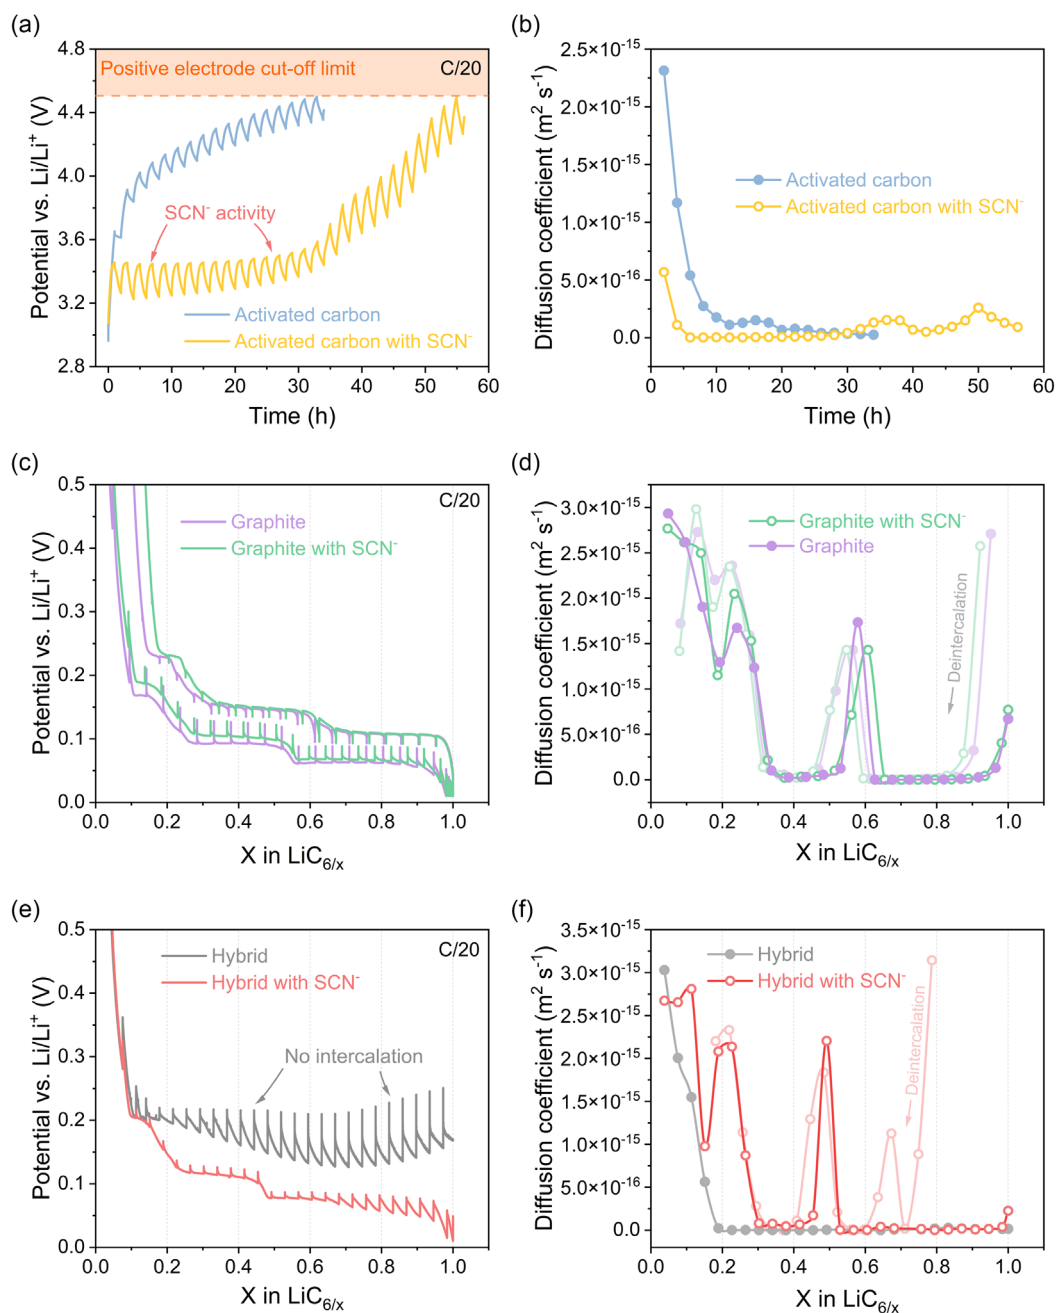 (a)
4.8
4.4
4.0
3.6
3.2
2.8
Potential vs. Li/Li⁺ (V)
Positive electrode cut-off limit
C/20
SCN⁻ activity
Activated carbon
Activated carbon with SCN⁻
0 10 20 30 40 50 60
Time (h)
(b)
2.5×10⁻¹⁵
2.0×10⁻¹⁵
2.5×10⁻¹⁵
1.0×10⁻¹⁵
5.0×10⁻¹⁶
0.0
Diffusion coefficient (m² s⁻¹)
Activated carbon
Activated carbon with SCN⁻
0 10 20 30 40 50 60
Time (h)
(c)
0.5
0.4
0.3
0.2
0.1
0.0
Potential vs. Li/Li⁺ (V)
C/20
Graphite
Graphite with SCN⁻
0.0 0.2 0.4 0.6 0.8 1.0
X in LiC₆/ₓ
(d)
3.0×10⁻¹⁵
2.5×10⁻¹⁵
2.0×10⁻¹⁵
1.5×10⁻¹⁵
1.0×10⁻¹⁵
5.0×10⁻¹⁶
0.0
Diffusion coefficient (m² s⁻¹)
Graphite with SCN⁻
Graphite
Deintercalation
0.0 0.2 0.4 0.6 0.8 1.0
X in LiC₆/ₓ
(e)
0.5
0.4
0.3
0.2
0.1
0.0
Potential vs. Li/Li⁺ (V)
C/20
Hybrid
Hybrid with SCN⁻
No intercalation
0.0 0.2 0.4 0.6 0.8 1.0
X in LiC₆/ₓ
(f)
3.5×10⁻¹⁵
3.0×10⁻¹⁵
2.5×10⁻¹⁵
2.0×10⁻¹⁵
1.5×10⁻¹⁵
1.0×10⁻¹⁵
5.0×10⁻¹⁶
0.0
Diffusion coefficient (m² s⁻¹)
Hybrid
Hybrid with SCN⁻
Deintercalation
0.0 0.2 0.4 0.6 0.8 1.0
X in LiC₆/ₓ